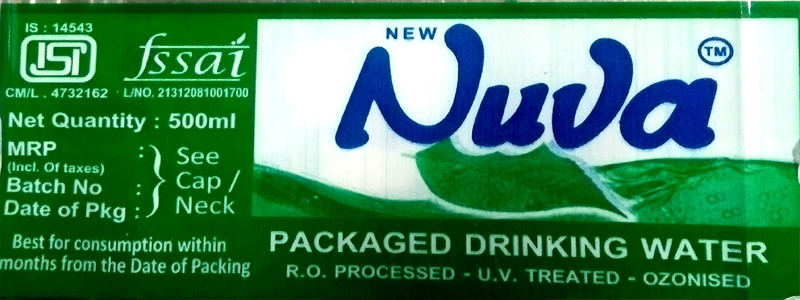 IS : 14543
ISI
fssai
CM/L . 4732162 L/NO. 21312081001700
Net Quantity : 500ml
MRP :
(Incl. Of taxes)
Batch No :
Date of Pkg :
See
Cap /
Neck
Best for consumption within
months from the Date of Packing
NEW
Nuva
TM
PACKAGED DRINKING WATER
R.O. PROCESSED - U.V. TREATED - OZONISED